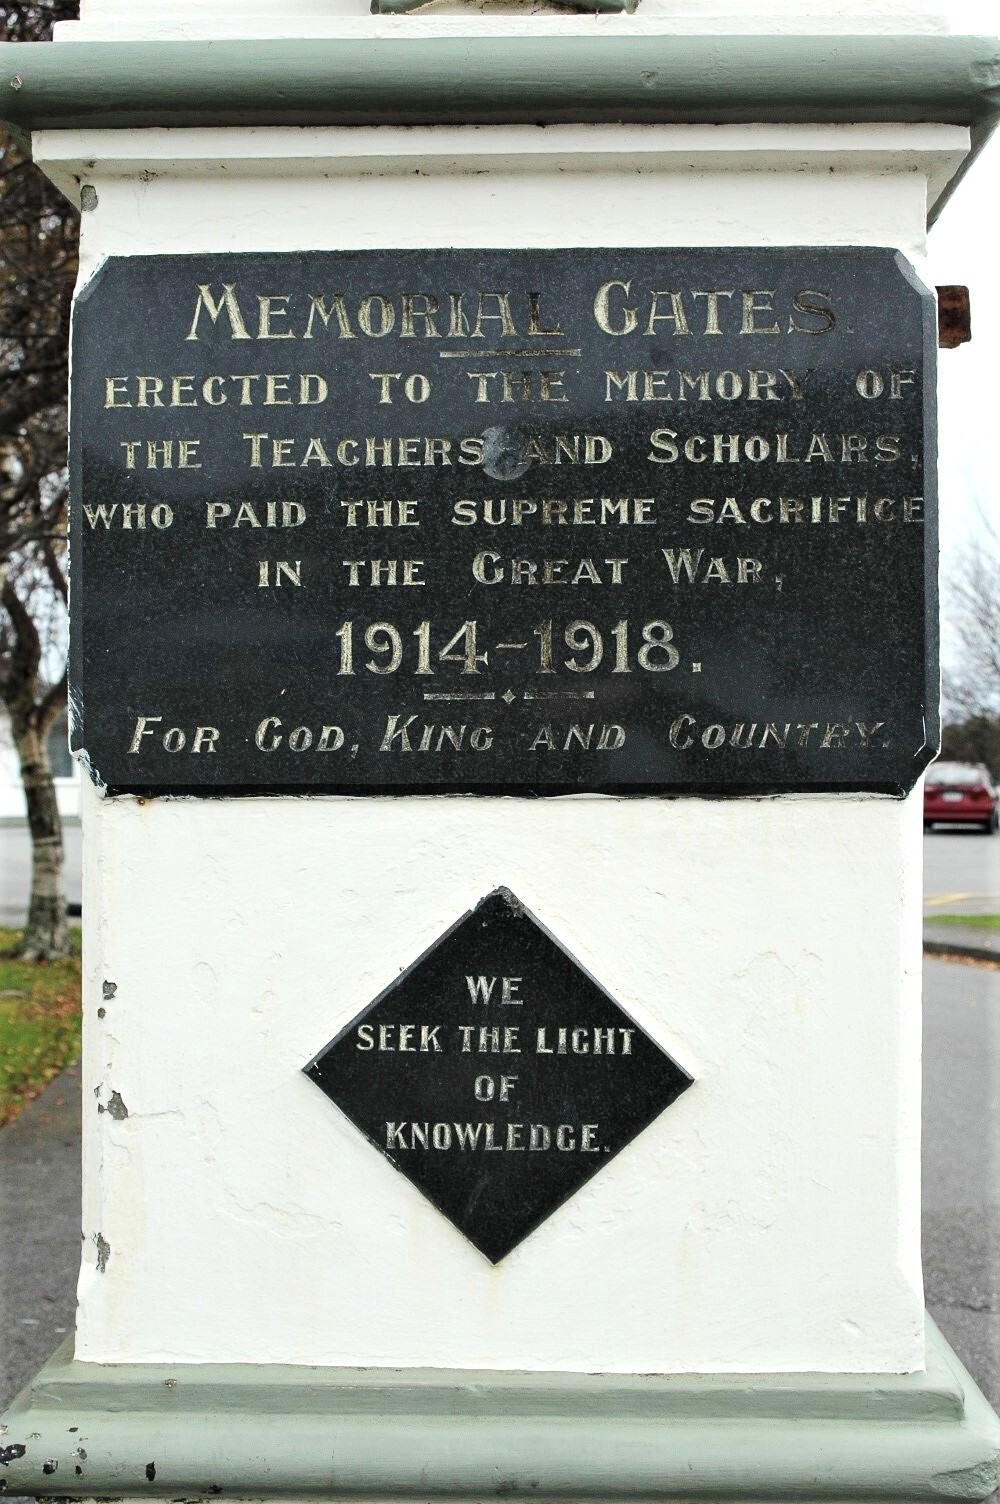 MEMORIAL GATES.
ERECTED TO THE MEMORY OF
THE TEACHERS AND SCHOLARS,
WHO PAID THE SUPREME SACRIFICE
IN THE GREAT WAR,
1914-1918.
FOR GOD, KING AND COUNTRY.
WE
SEEK THE LIGHT
OF
KNOWLEDGE.